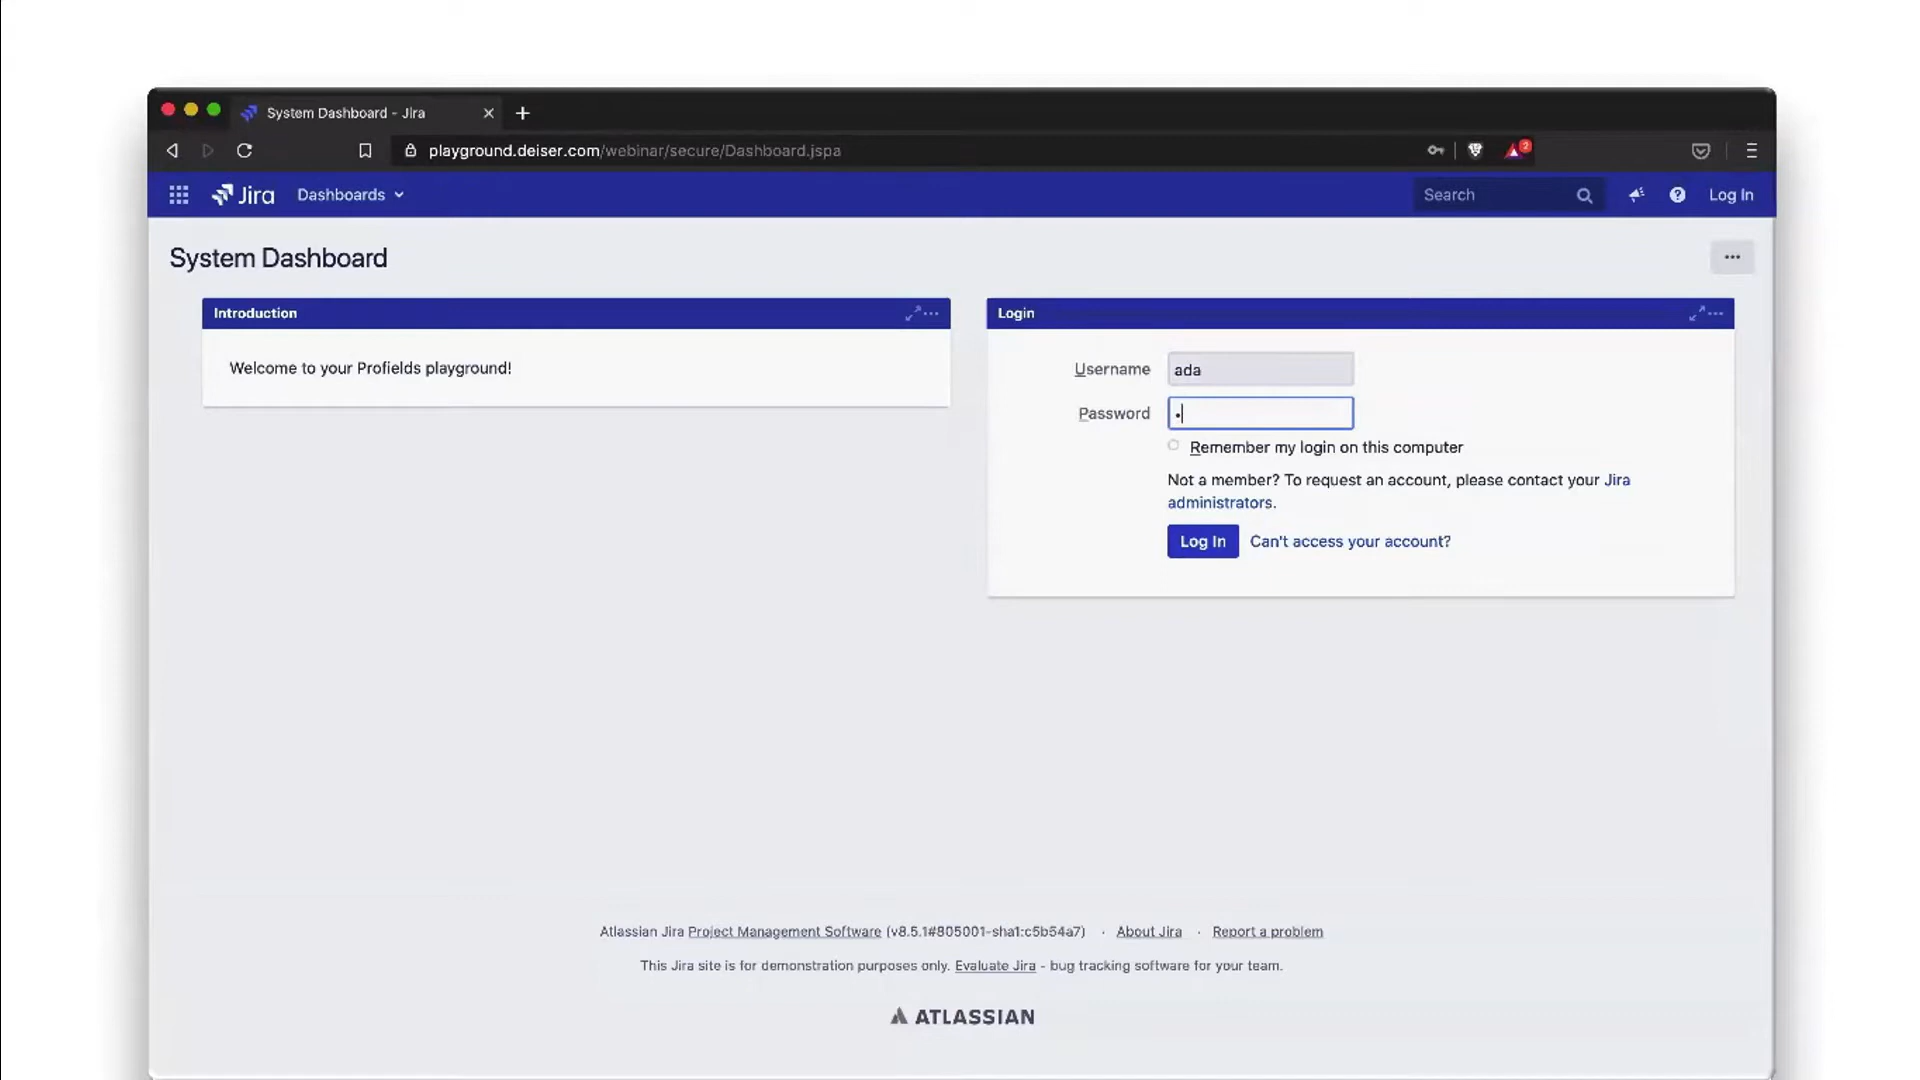 System Dashboard - Jira
playground.deiser.com/webinar/secure/Dashboard.jspa
2
Jira
Dashboards
Search
Log In
System Dashboard
Introduction
Welcome to your Profields playground!
Login
Username
ada
Password
Remember my login on this computer
Not a member? To request an account, please contact your Jira
administrators.
Log In
Can't access your account?
Atlassian Jira Project Management Software (v8.5.1#805001-sha1:c5b54a7) · About Jira · Report a problem
This Jira site is for demonstration purposes only. Evaluate Jira - bug tracking software for your team.
ATLASSIAN